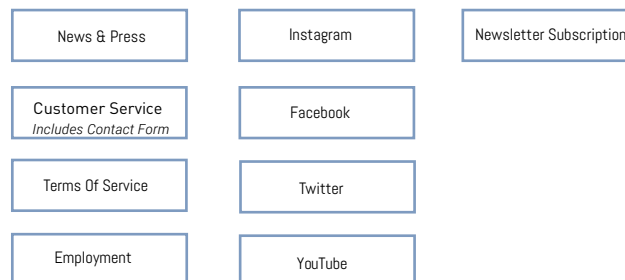 News & Press
Customer Service
Includes Contact Form
Terms Of Service
Employment
Instagram
Facebook
Twitter
YouTube
Newsletter Subscription